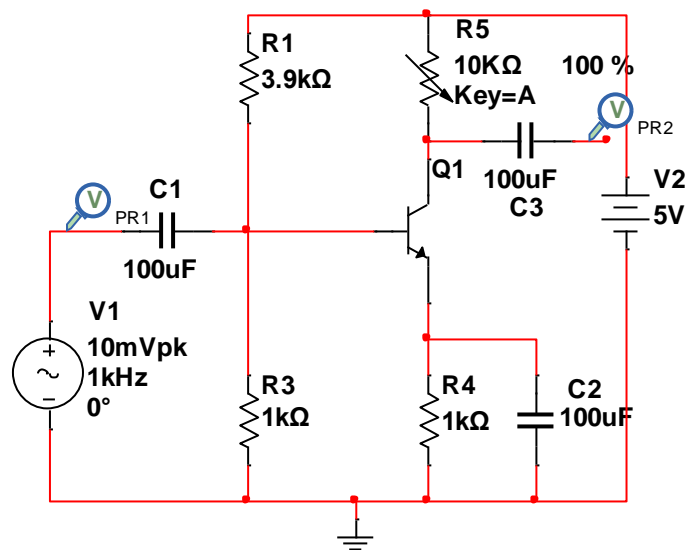 R1
3.9kΩ
R5
10KΩ
Key=A
100 %
V
PR2
Q1
100uF
C3
V2
5V
V
PR1
C1
100uF
V1
10mVpk
1kHz
0°
R3
1kΩ
R4
1kΩ
C2
100uF